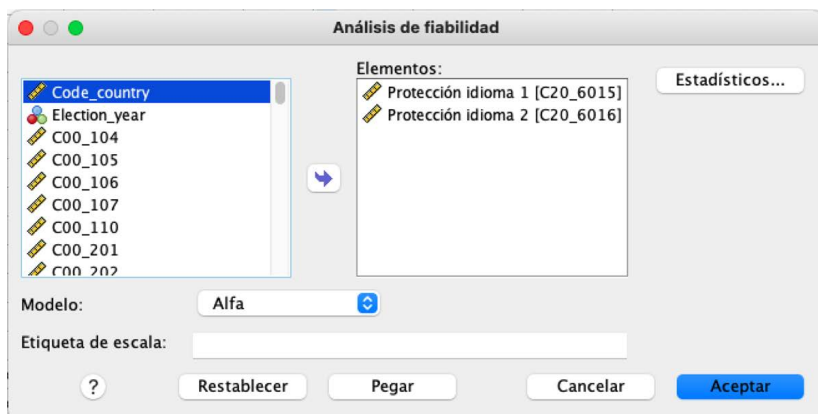 Análisis de fiabilidad
Code_country
Election_year
C00_104
C00_105
C00_106
C00_107
C00_110
C00_201
C00_202
Elementos:
Protección idioma 1 [C20_6015]
Protección idioma 2 [C20_6016]
Estadísticos...
Modelo:
Alfa
Etiqueta de escala:
?
Restablecer
Pegar
Cancelar
Aceptar